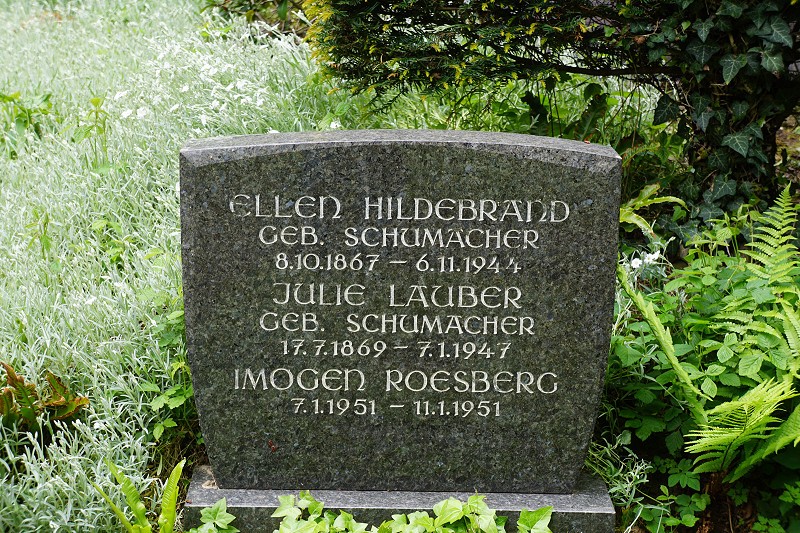 ELLEN HILDEBRAND
GEB. SCHUMACHER
8.10.1867 – 6.11.1944
JULIE LAUBER
GEB. SCHUMACHER
17.7.1869 – 7.1.1947
IMOGEN ROESBERG
7.1.1951 – 11.1.1951